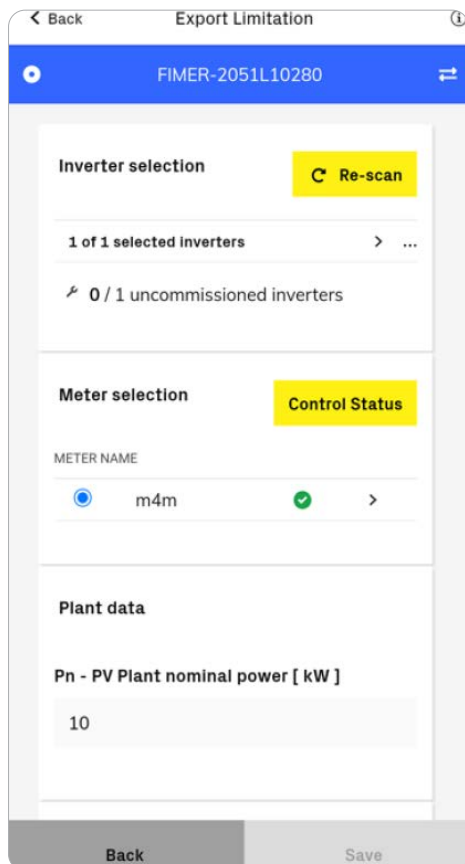 Back Export Limitation
FIMER-2051L10280
Inverter selection
Re-scan
1 of 1 selected inverters > ...
0 / 1 uncommissioned inverters
Meter selection
Control Status
METER NAME
m4m >
Plant data
Pn - PV Plant nominal power [ kW ]
10
Back Save